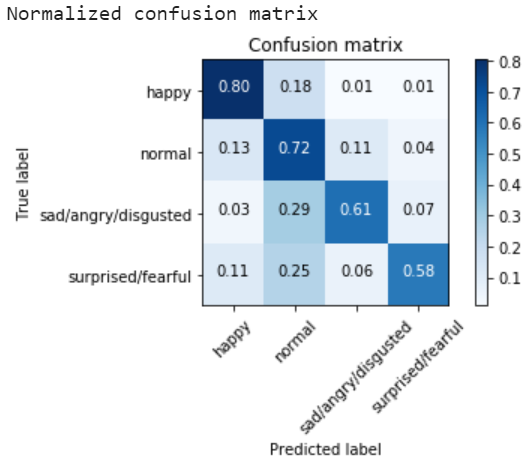 Normalized confusion matrix
Confusion matrix
True label
happy 0.80 0.18 0.01 0.01
normal 0.13 0.72 0.11 0.04
sad/angry/disgusted 0.03 0.29 0.61 0.07
surprised/fearful 0.11 0.25 0.06 0.58
happy normal sad/angry/disgusted surprised/fearful
Predicted label
0.8
0.7
0.6
0.5
0.4
0.3
0.2
0.1